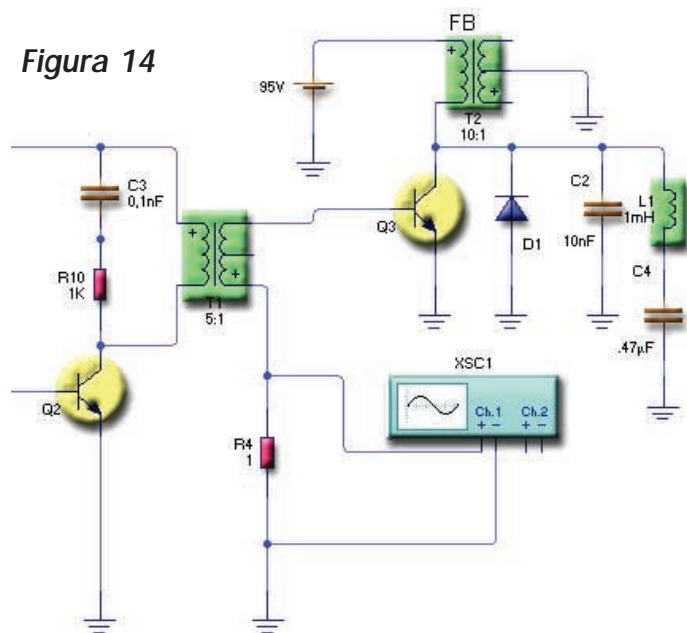 Figura 14
FB
+
95V
T2
10:1
C3
0,1nF
+
+
T1
5:1
R10
1K
Q2
Q3
D1
C2
10nF
L1
1mH
C4
.47µF
XSC1
Ch.1
Ch.2
+ -
+ -
R4
1